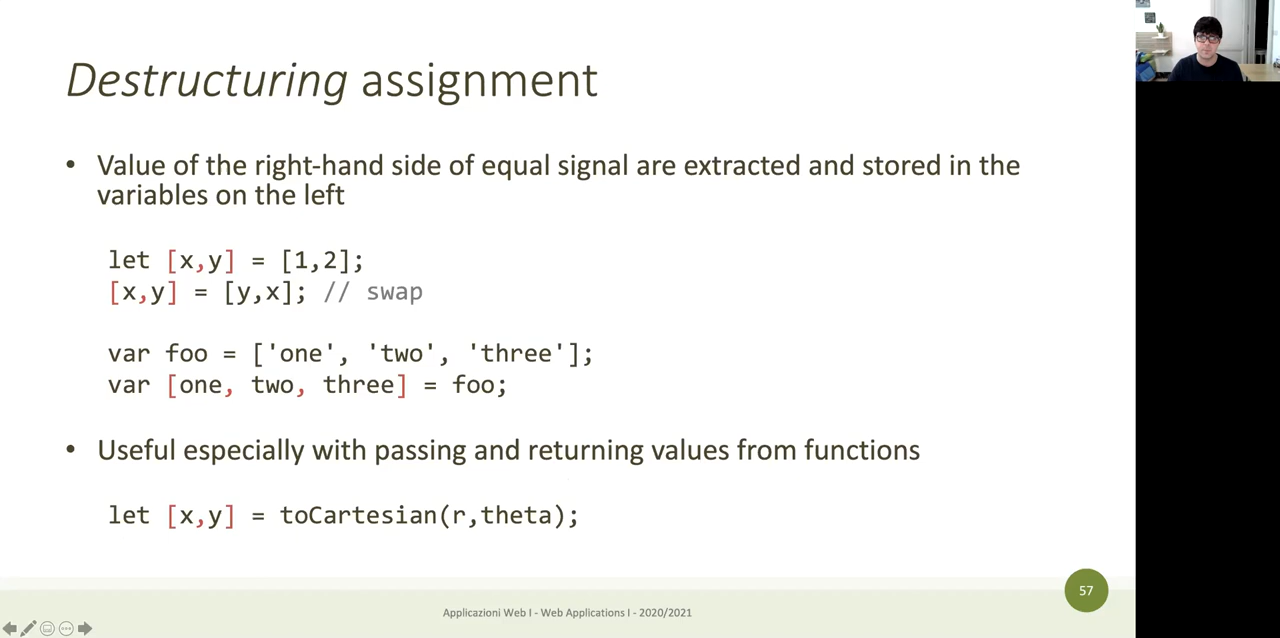 Destructuring assignment
• Value of the right-hand side of equal signal are extracted and stored in the
variables on the left
let [x,y] = [1,2];
[x,y] = [y,x]; // swap
var foo = ['one', 'two', 'three'];
var [one, two, three] = foo;
• Useful especially with passing and returning values from functions
let [x,y] = toCartesian(r,theta);
57
Applicazioni Web I - Web Applications I - 2020/2021